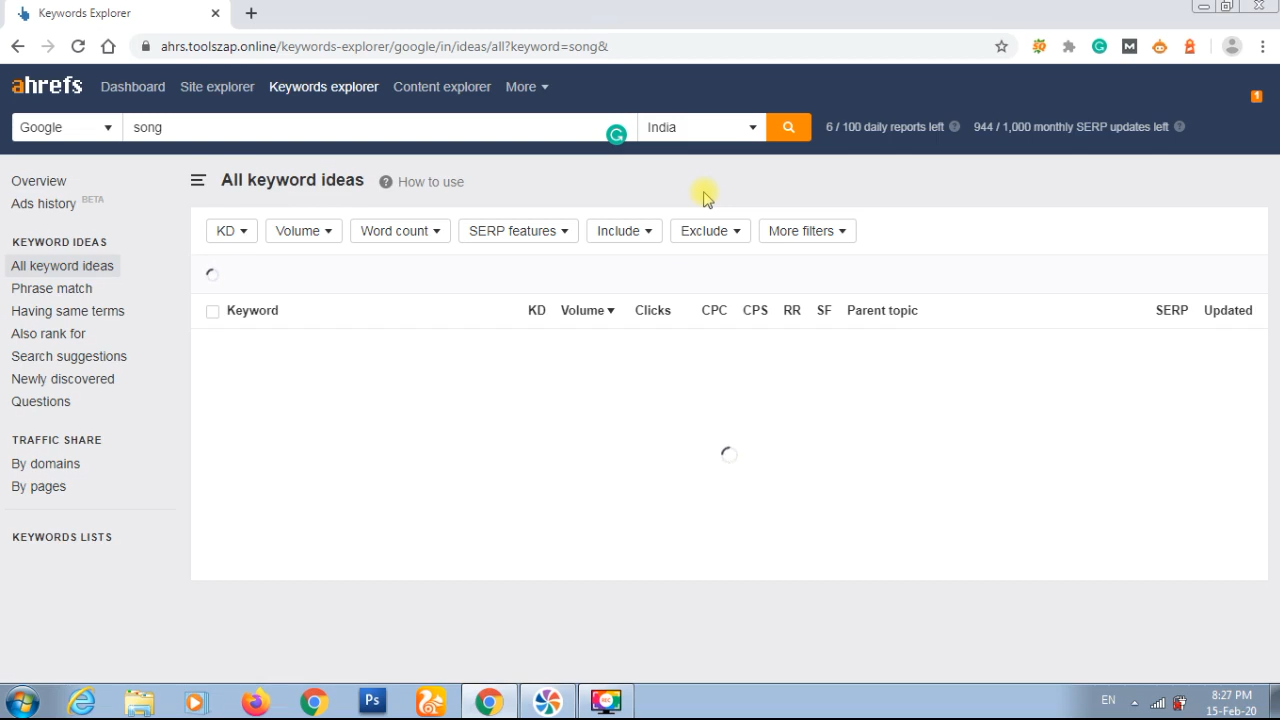 Keywords Explorer
ahrs.toolszap.online/keywords-explorer/google/in/ideas/all?keyword=song&
ahrefs Dashboard Site explorer Keywords explorer Content explorer More
1
Google song India 6 / 100 daily reports left 944 / 1,000 monthly SERP updates left
Overview
Ads history BETA
KEYWORD IDEAS
All keyword ideas
Phrase match
Having same terms
Also rank for
Search suggestions
Newly discovered
Questions
TRAFFIC SHARE
By domains
By pages
KEYWORDS LISTS
All keyword ideas How to use
KD Volume Word count SERP features Include Exclude More filters
Keyword KD Volume Clicks CPC CPS RR SF Parent topic SERP Updated
Ps
REC
EN
8:27 PM
15-Feb-20